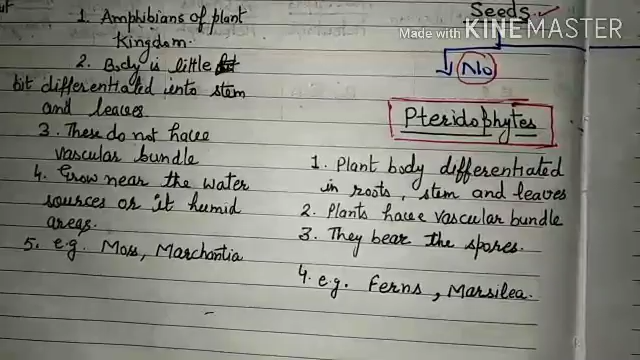 1. Amphibians of plant
Kingdom.
2. Body is little
bit differentiated into stem
and leaves
3. These do not have
vascular bundle
4. Grow near the water
sources or it humid
areas.
5. e.g. Moss, Marchantia
Seeds
Made with KINEMASTER
No
Pteridophytes
1. Plant body differentiated
in roots, stem and leaves
2. Plants have vascular bundle
3. They bear the spores.
4. e.g. Ferns, Marsilea.